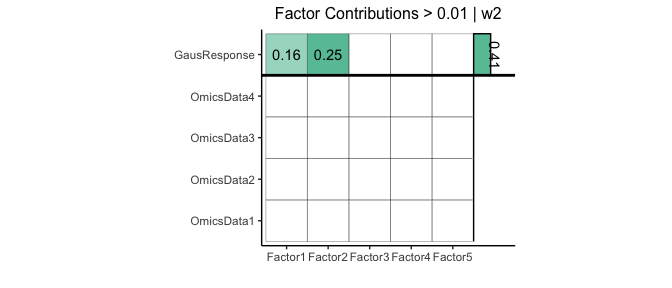 Factor Contributions > 0.01 | w2
GausResponse
0.16
0.25
0.41
OmicsData4
OmicsData3
OmicsData2
OmicsData1
Factor1 Factor2 Factor3 Factor4 Factor5